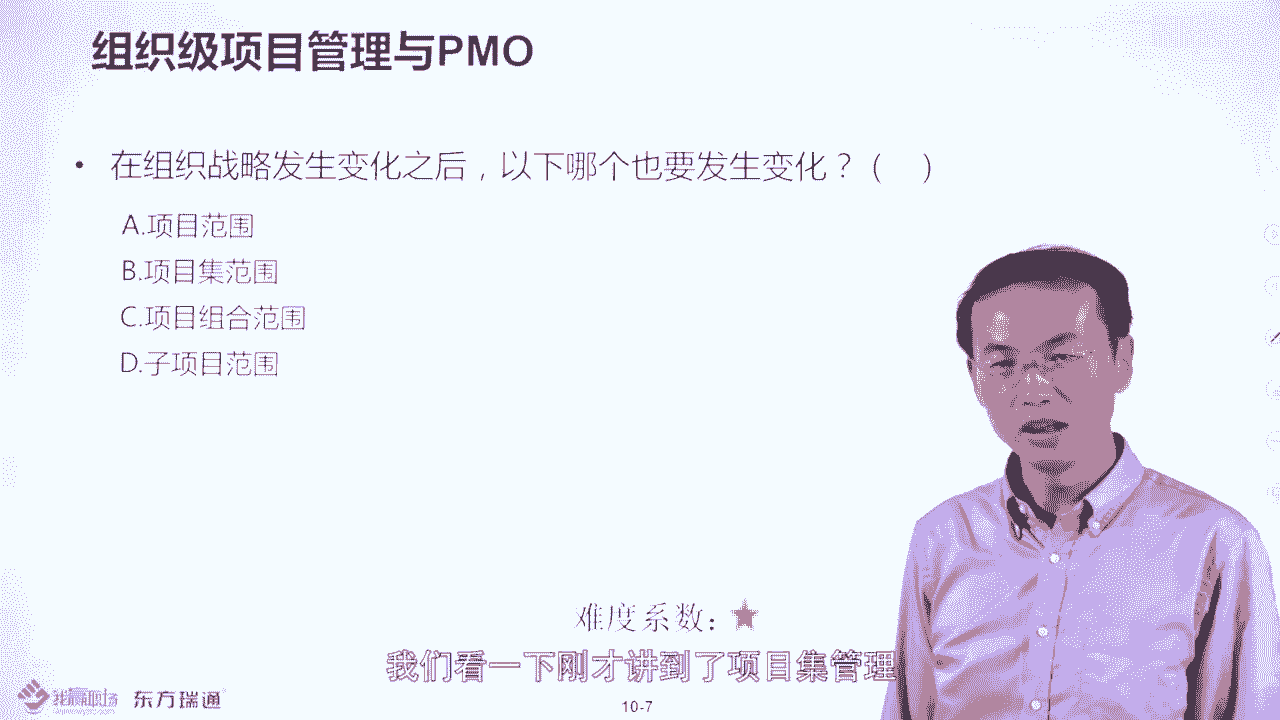 组织级项目管理与PMO
• 在组织战略发生变化之后，以下哪个也要发生变化？（ ）
A.项目范围
B.项目集范围
C.项目组合范围
D.子项目范围
难度系数：★
我们看一下刚才讲到了项目集管理
我赢职场 东方瑞通
10-7